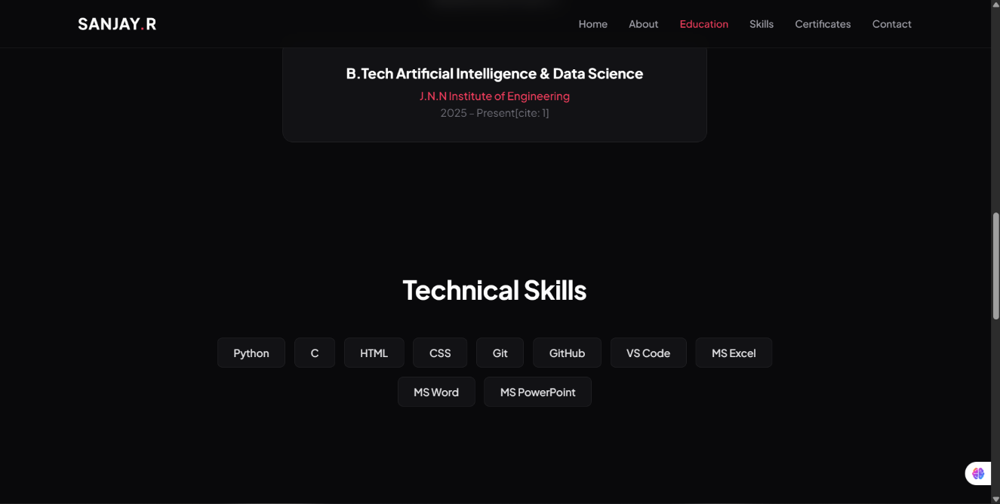 SANJAY.R
Home About Education Skills Certificates Contact
B.Tech Artificial Intelligence & Data Science
J.N.N Institute of Engineering
2025 – Present[cite: 1]
Technical Skills
Python C HTML CSS Git GitHub VS Code MS Excel
MS Word MS PowerPoint